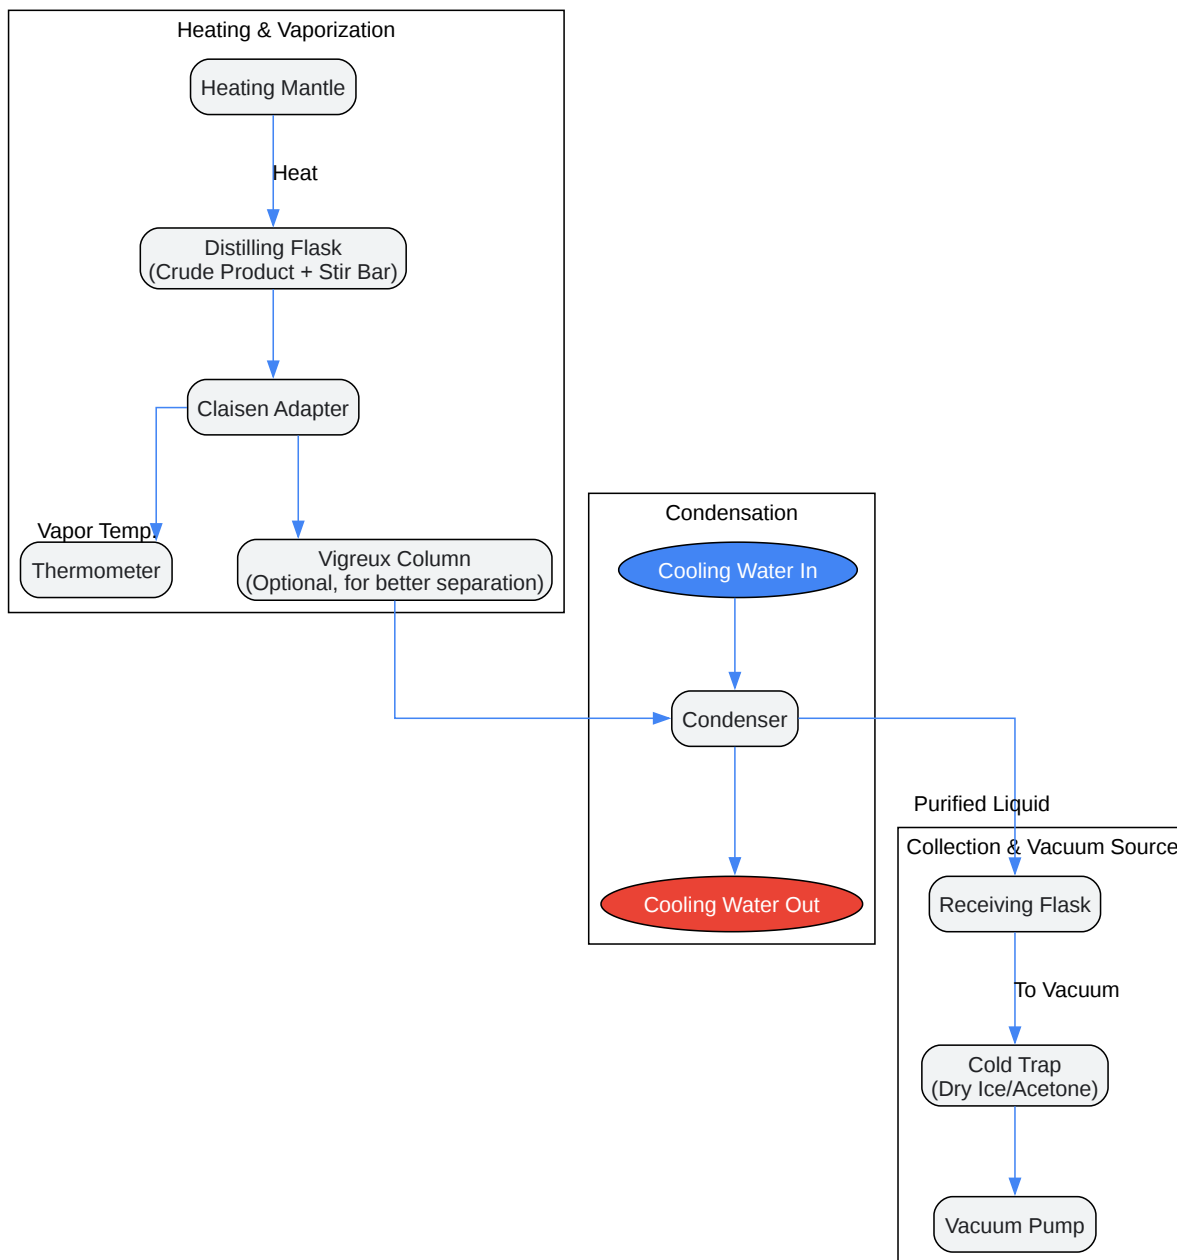 Heating & Vaporization
Heating Mantle
Heat
Distilling Flask
(Crude Product + Stir Bar)
Claisen Adapter
Vapor Temp.
Thermometer
Vigreux Column
(Optional, for better separation)
Condensation
Cooling Water In
Condenser
Cooling Water Out
Purified Liquid
Collection & Vacuum Source
Receiving Flask
To Vacuum
Cold Trap
(Dry Ice/Acetone)
Vacuum Pump